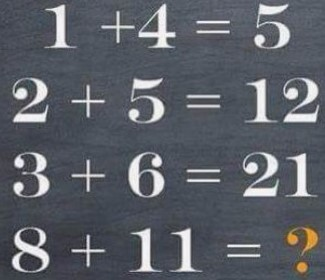 1 +4 = 5
2 + 5 = 12
3 + 6 = 21
8 + 11 = ?